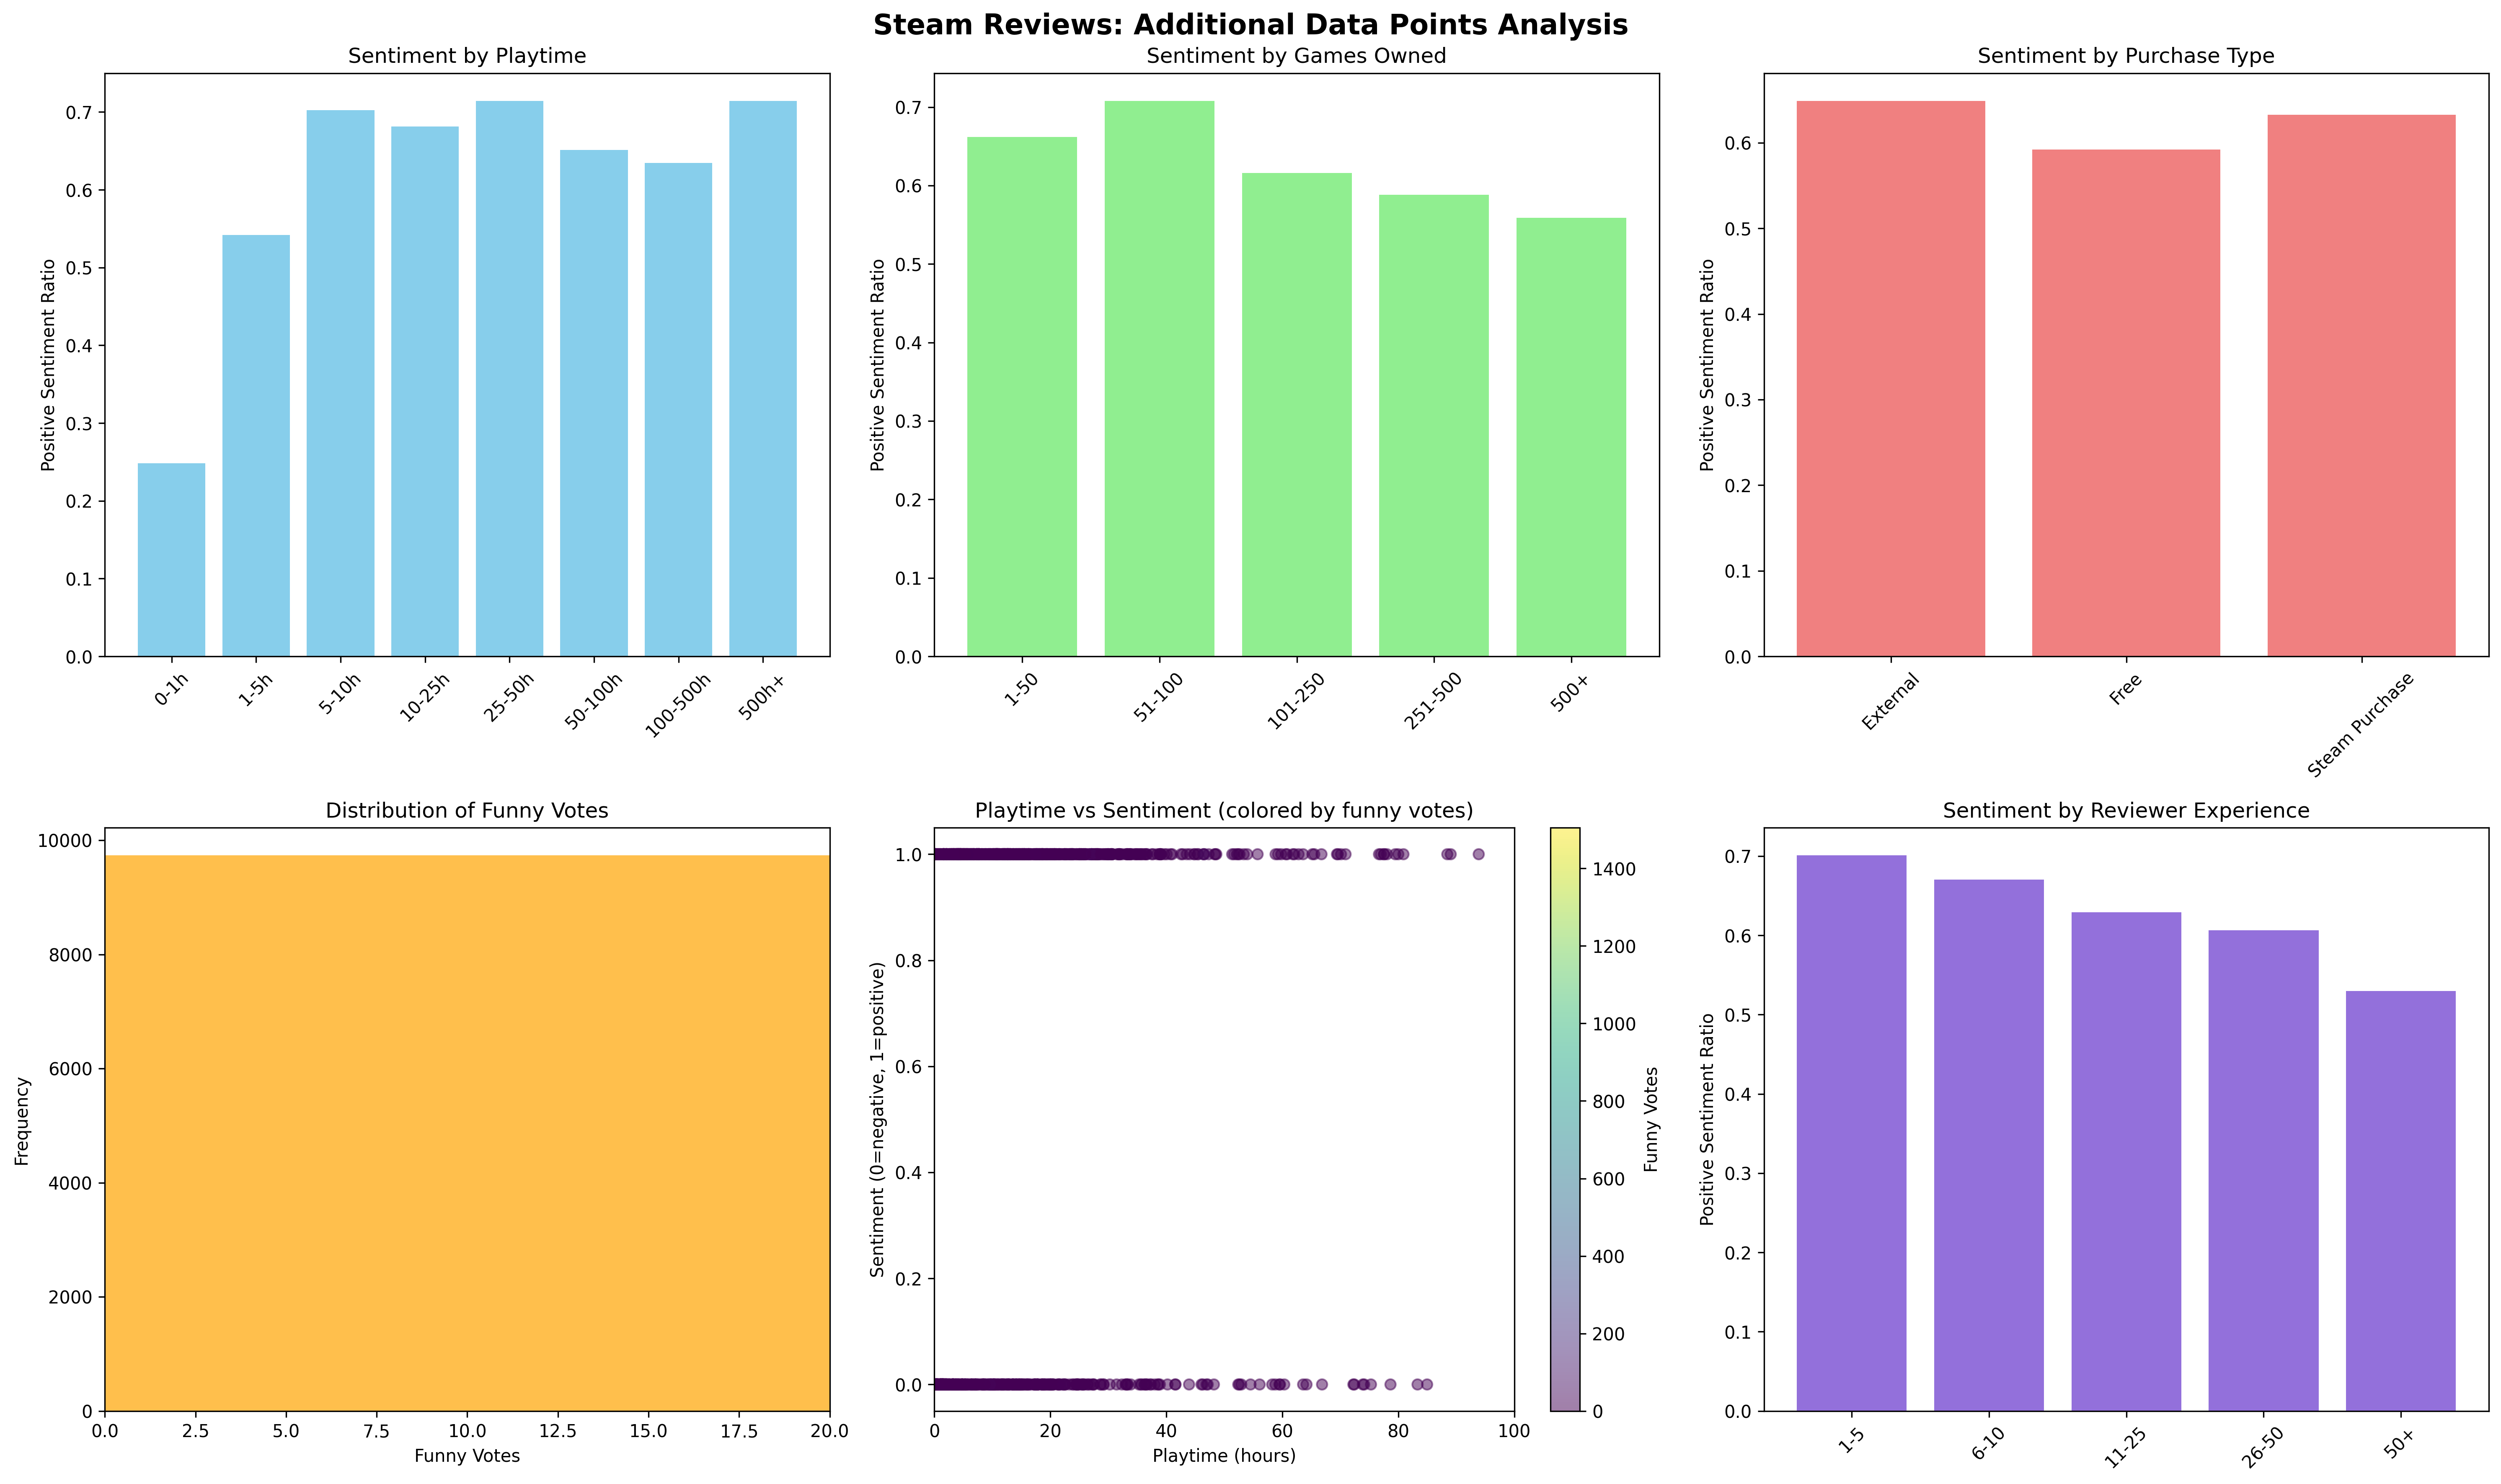 Steam Reviews: Additional Data Points Analysis
Sentiment by Playtime
Positive Sentiment Ratio
0.7
0.6
0.5
0.4
0.3
0.2
0.1
0.0
0-1h
1-5h
5-10h
10-25h
25-50h
50-100h
100-500h
500h+
Sentiment by Games Owned
Positive Sentiment Ratio
0.7
0.6
0.5
0.4
0.3
0.2
0.1
0.0
1-50
51-100
101-250
251-500
500+
Sentiment by Purchase Type
Positive Sentiment Ratio
0.6
0.5
0.4
0.3
0.2
0.1
0.0
External
Free
Steam Purchase
Distribution of Funny Votes
Frequency
10000
8000
6000
4000
2000
0
0.0
2.5
5.0
7.5
10.0
12.5
15.0
17.5
20.0
Funny Votes
Playtime vs Sentiment (colored by funny votes)
Sentiment (0=negative, 1=positive)
1.0
0.8
0.6
0.4
0.2
0.0
0
20
40
60
80
100
Playtime (hours)
1400
1200
1000
800
600
400
200
0
Funny Votes
Sentiment by Reviewer Experience
Positive Sentiment Ratio
0.7
0.6
0.5
0.4
0.3
0.2
0.1
0.0
1-5
6-10
11-25
26-50
50+